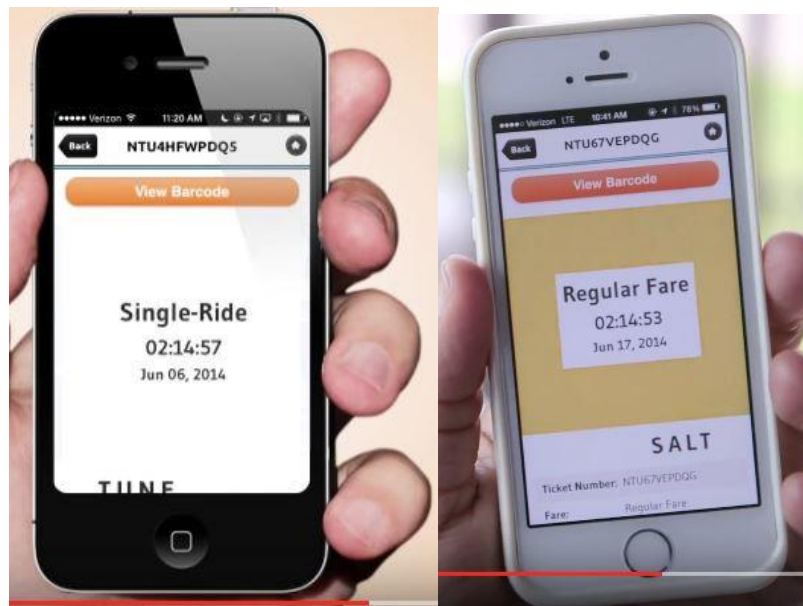 Verizon 11:20 AM
Back NTU4HFWPDQ5
View Barcode
Single-Ride
02:14:57
Jun 06, 2014
TUNE
Verizon LTE 10:41 AM 78%
Back NTU67VEPDQG
View Barcode
Regular Fare
02:14:53
Jun 17, 2014
SALT
Ticket Number: NTU67VEPDQG
Fare: Regular Fare